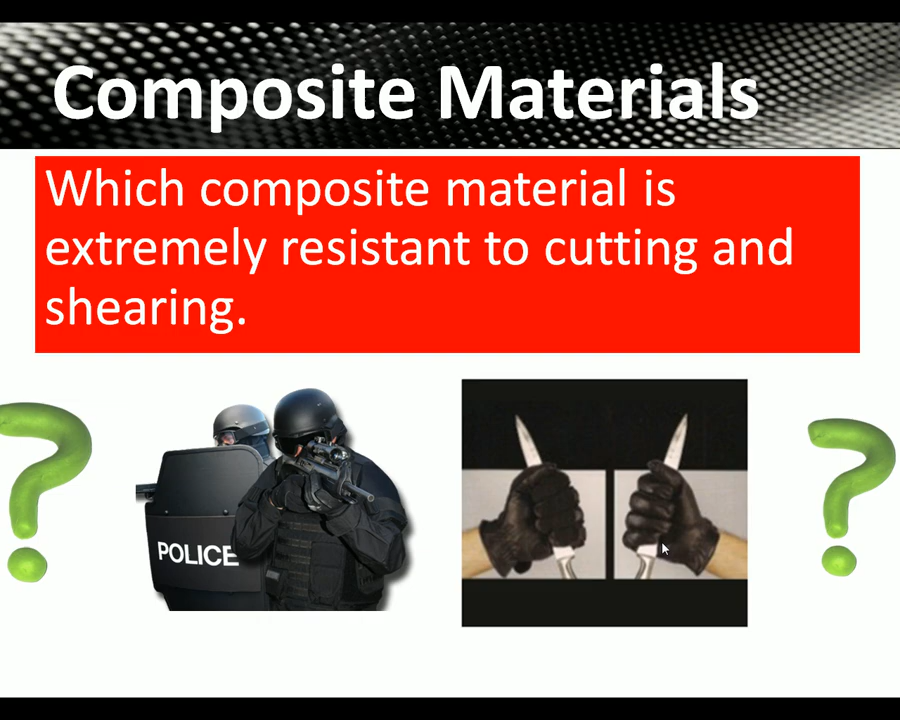 Composite Materials
Which composite material is
extremely resistant to cutting and
shearing.
POLICE